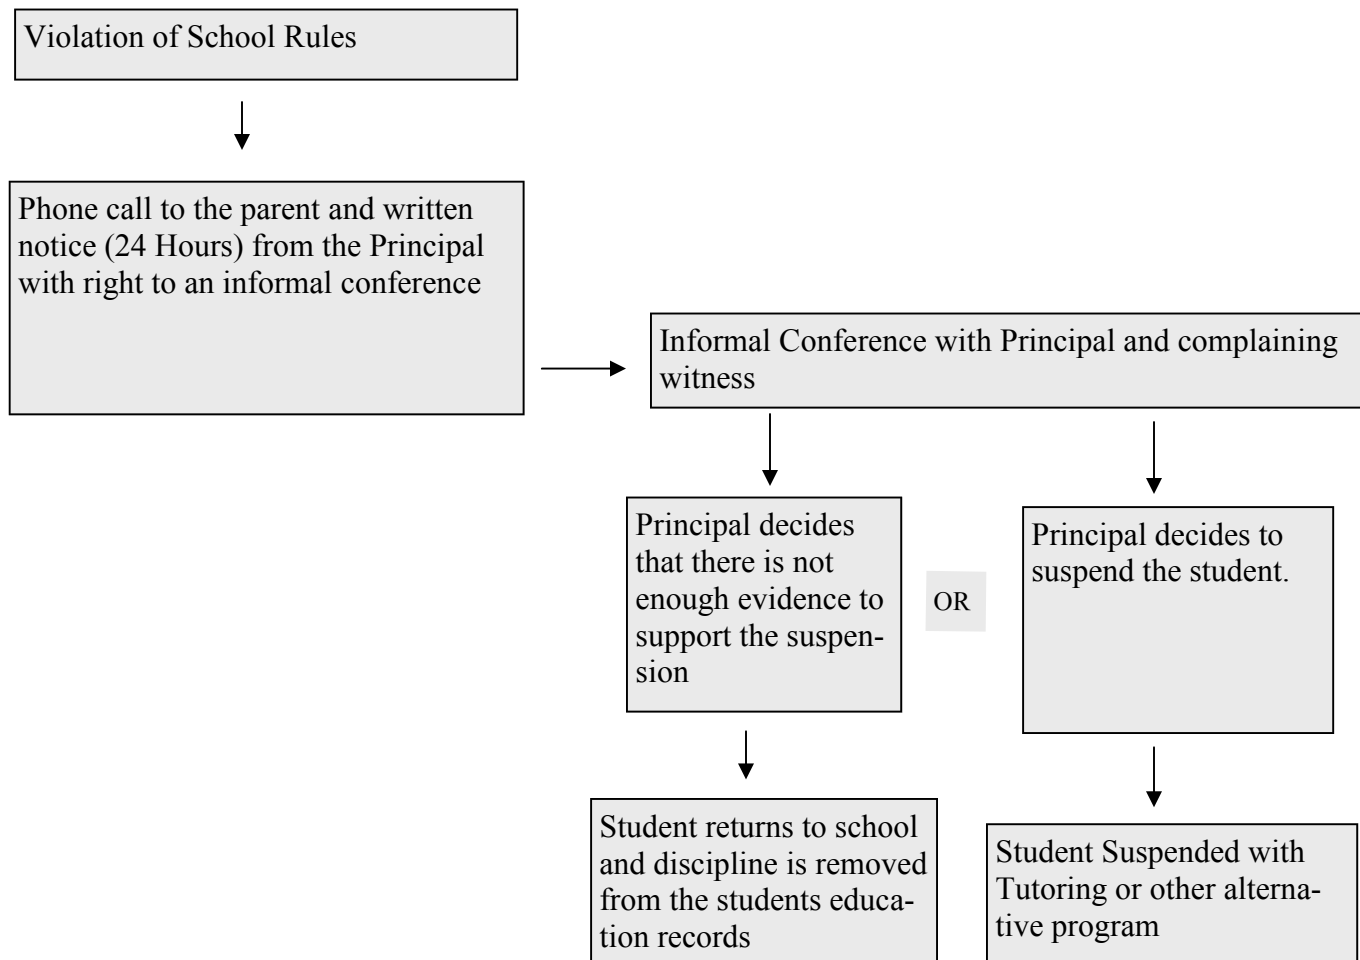 Violation of School Rules
Phone call to the parent and written
notice (24 Hours) from the Principal
with right to an informal conference
Informal Conference with Principal and complaining
witness
Principal decides
that there is not
enough evidence to
support the suspen-
sion
OR
Principal decides to
suspend the student.
Student returns to school
and discipline is removed
from the students educa-
tion records
Student Suspended with
Tutoring or other alterna-
tive program